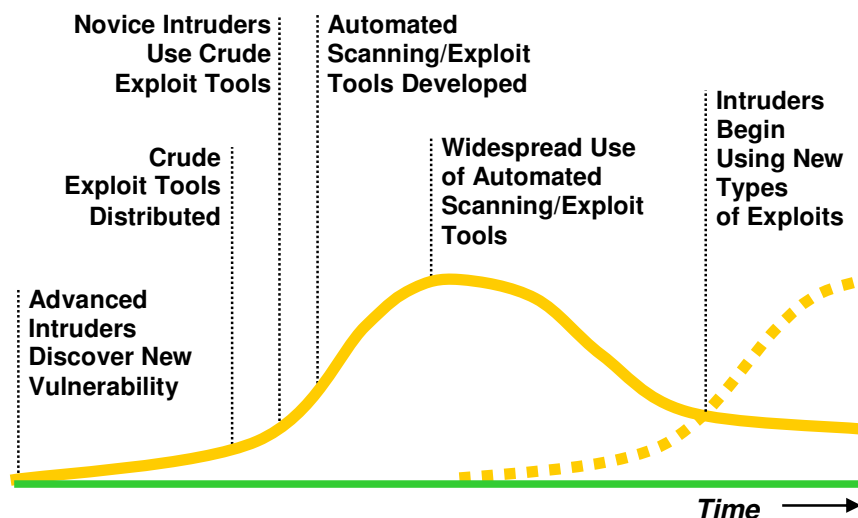 Novice Intruders
Use Crude
Exploit Tools
Automated
Scanning/Exploit
Tools Developed
Intruders
Begin
Using New
Types
of Exploits
Crude
Exploit Tools
Distributed
Widespread Use
of Automated
Scanning/Exploit
Tools
Advanced
Intruders
Discover New
Vulnerability
Time